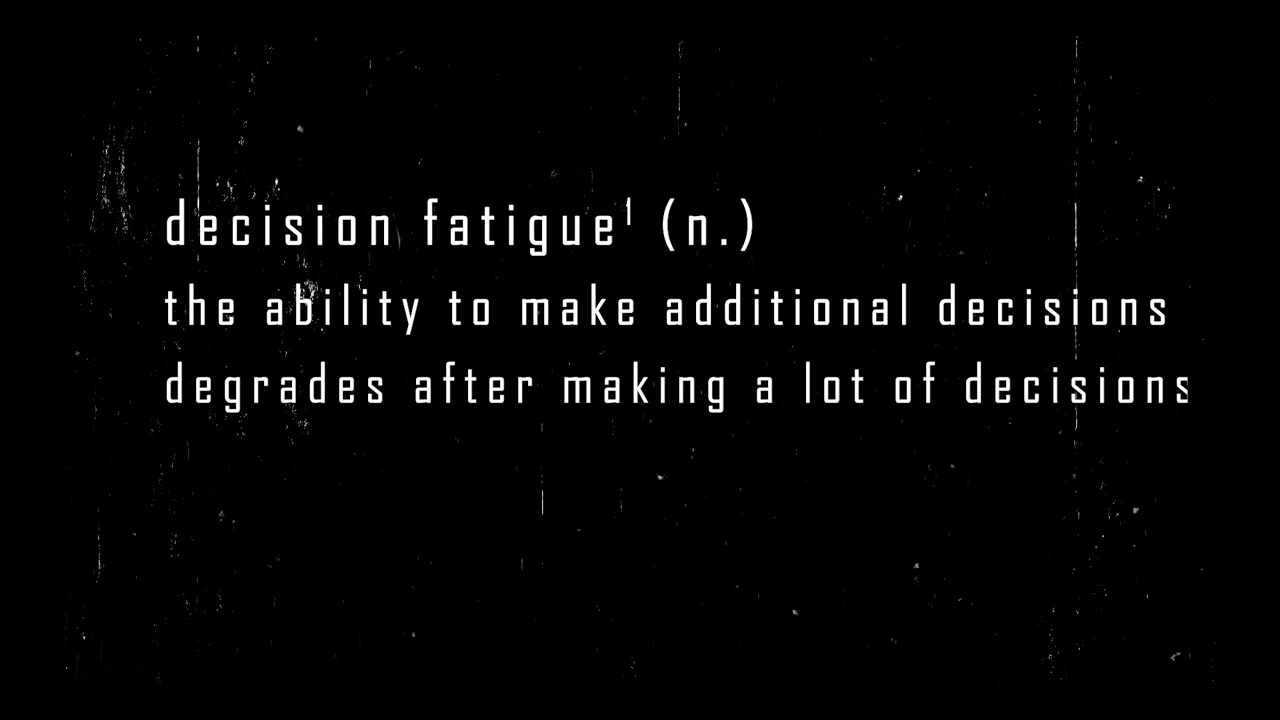 decision fatigue¹ (n.)
the ability to make additional decisions
degrades after making a lot of decisions